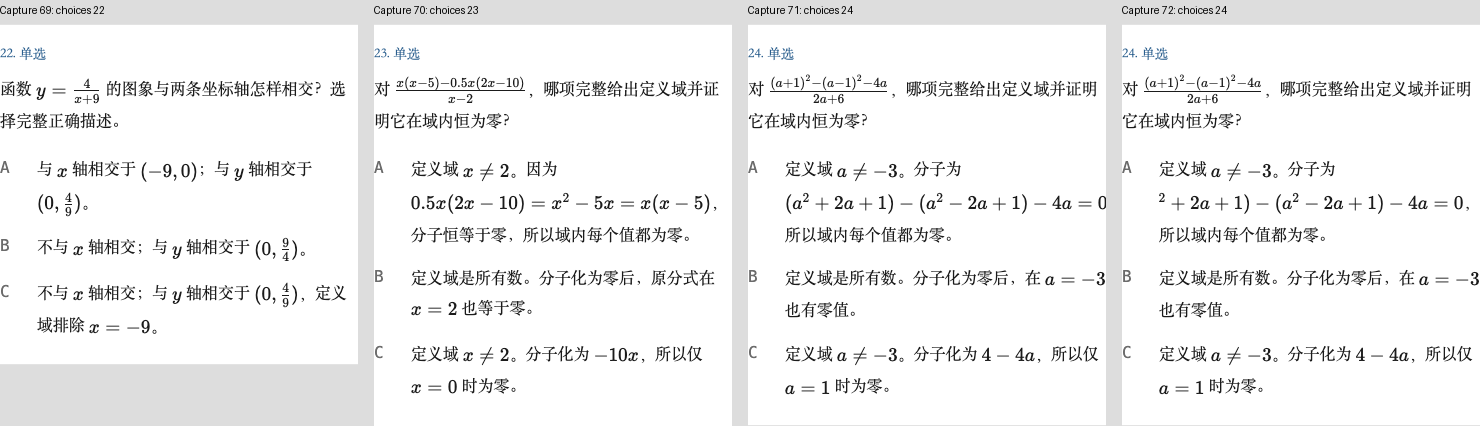 Capture 69: choices 22
22. 单选
函数 y = 4/(x+9) 的图象与两条坐标轴怎样相交？选
择完整正确描述。
A 与 x 轴相交于 (−9, 0)；与 y 轴相交于
(0, 4/9)。
B 不与 x 轴相交；与 y 轴相交于 (0, 9/4)。
C 不与 x 轴相交；与 y 轴相交于 (0, 4/9)，定义
域排除 x = −9。
Capture 70: choices 23
23. 单选
对 (x(x−5)−0.5x(2x−10))/(x−2)，哪项完整给出定义域并证
明它在域内恒为零？
A 定义域 x ≠ 2。因为
0.5x(2x − 10) = x² − 5x = x(x − 5)，
分子恒等于零，所以域内每个值都为零。
B 定义域是所有数。分子化为零后，原分式在
x = 2 也等于零。
C 定义域 x ≠ 2。分子化为 −10x，所以仅
x = 0 时为零。
Capture 71: choices 24
24. 单选
对 ((a+1)²−(a−1)²−4a)/(2a+6)，哪项完整给出定义域并证明
它在域内恒为零？
A 定义域 a ≠ −3。分子为
(a² + 2a + 1) − (a² − 2a + 1) − 4a = 0
所以域内每个值都为零。
B 定义域是所有数。分子化为零后，在 a = −3
也有零值。
C 定义域 a ≠ −3。分子化为 4 − 4a，所以仅
a = 1 时为零。
Capture 72: choices 24
24. 单选
对 ((a+1)²−(a−1)²−4a)/(2a+6)，哪项完整给出定义域并证明
它在域内恒为零？
A 定义域 a ≠ −3。分子为
² + 2a + 1) − (a² − 2a + 1) − 4a = 0，
所以域内每个值都为零。
B 定义域是所有数。分子化为零后，在 a = −3
也有零值。
C 定义域 a ≠ −3。分子化为 4 − 4a，所以仅
a = 1 时为零。